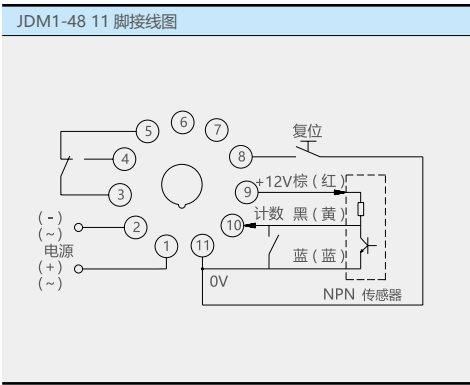 JDM1-48 11 脚接线图
5
6
7
4
8
复位
3
9
+12V棕 ( 红 )
( - )
( ~ )
2
10
计数 黑 ( 黄 )
电源
1
11
蓝 ( 蓝 )
( + )
( ~ )
0V
NPN 传感器